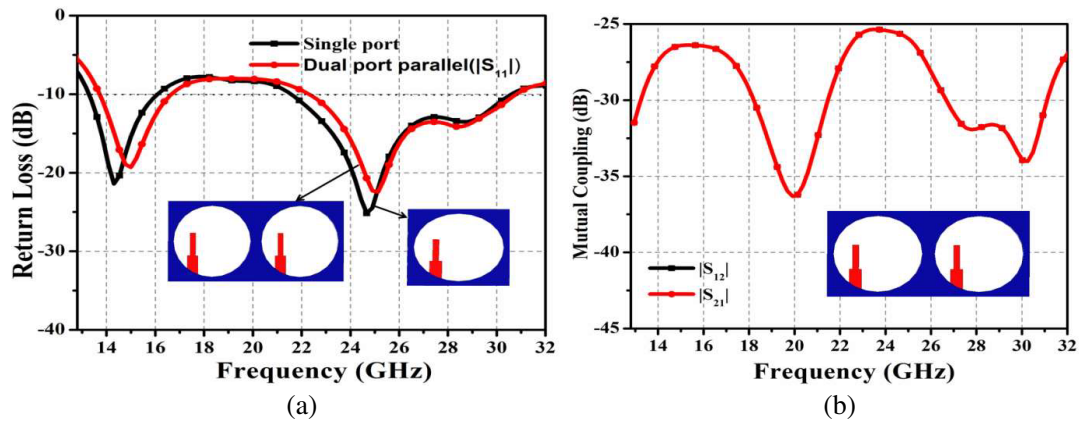 0
-10
-20
-30
-40
Return Loss (dB)
Single port
Dual port parallel(|S11|)
14 16 18 20 22 24 26 28 30 32
Frequency (GHz)
(a)
-25
-30
-35
-40
-45
Mutual Coupling (dB)
|S12|
|S21|
14 16 18 20 22 24 26 28 30 32
Frequency (GHz)
(b)